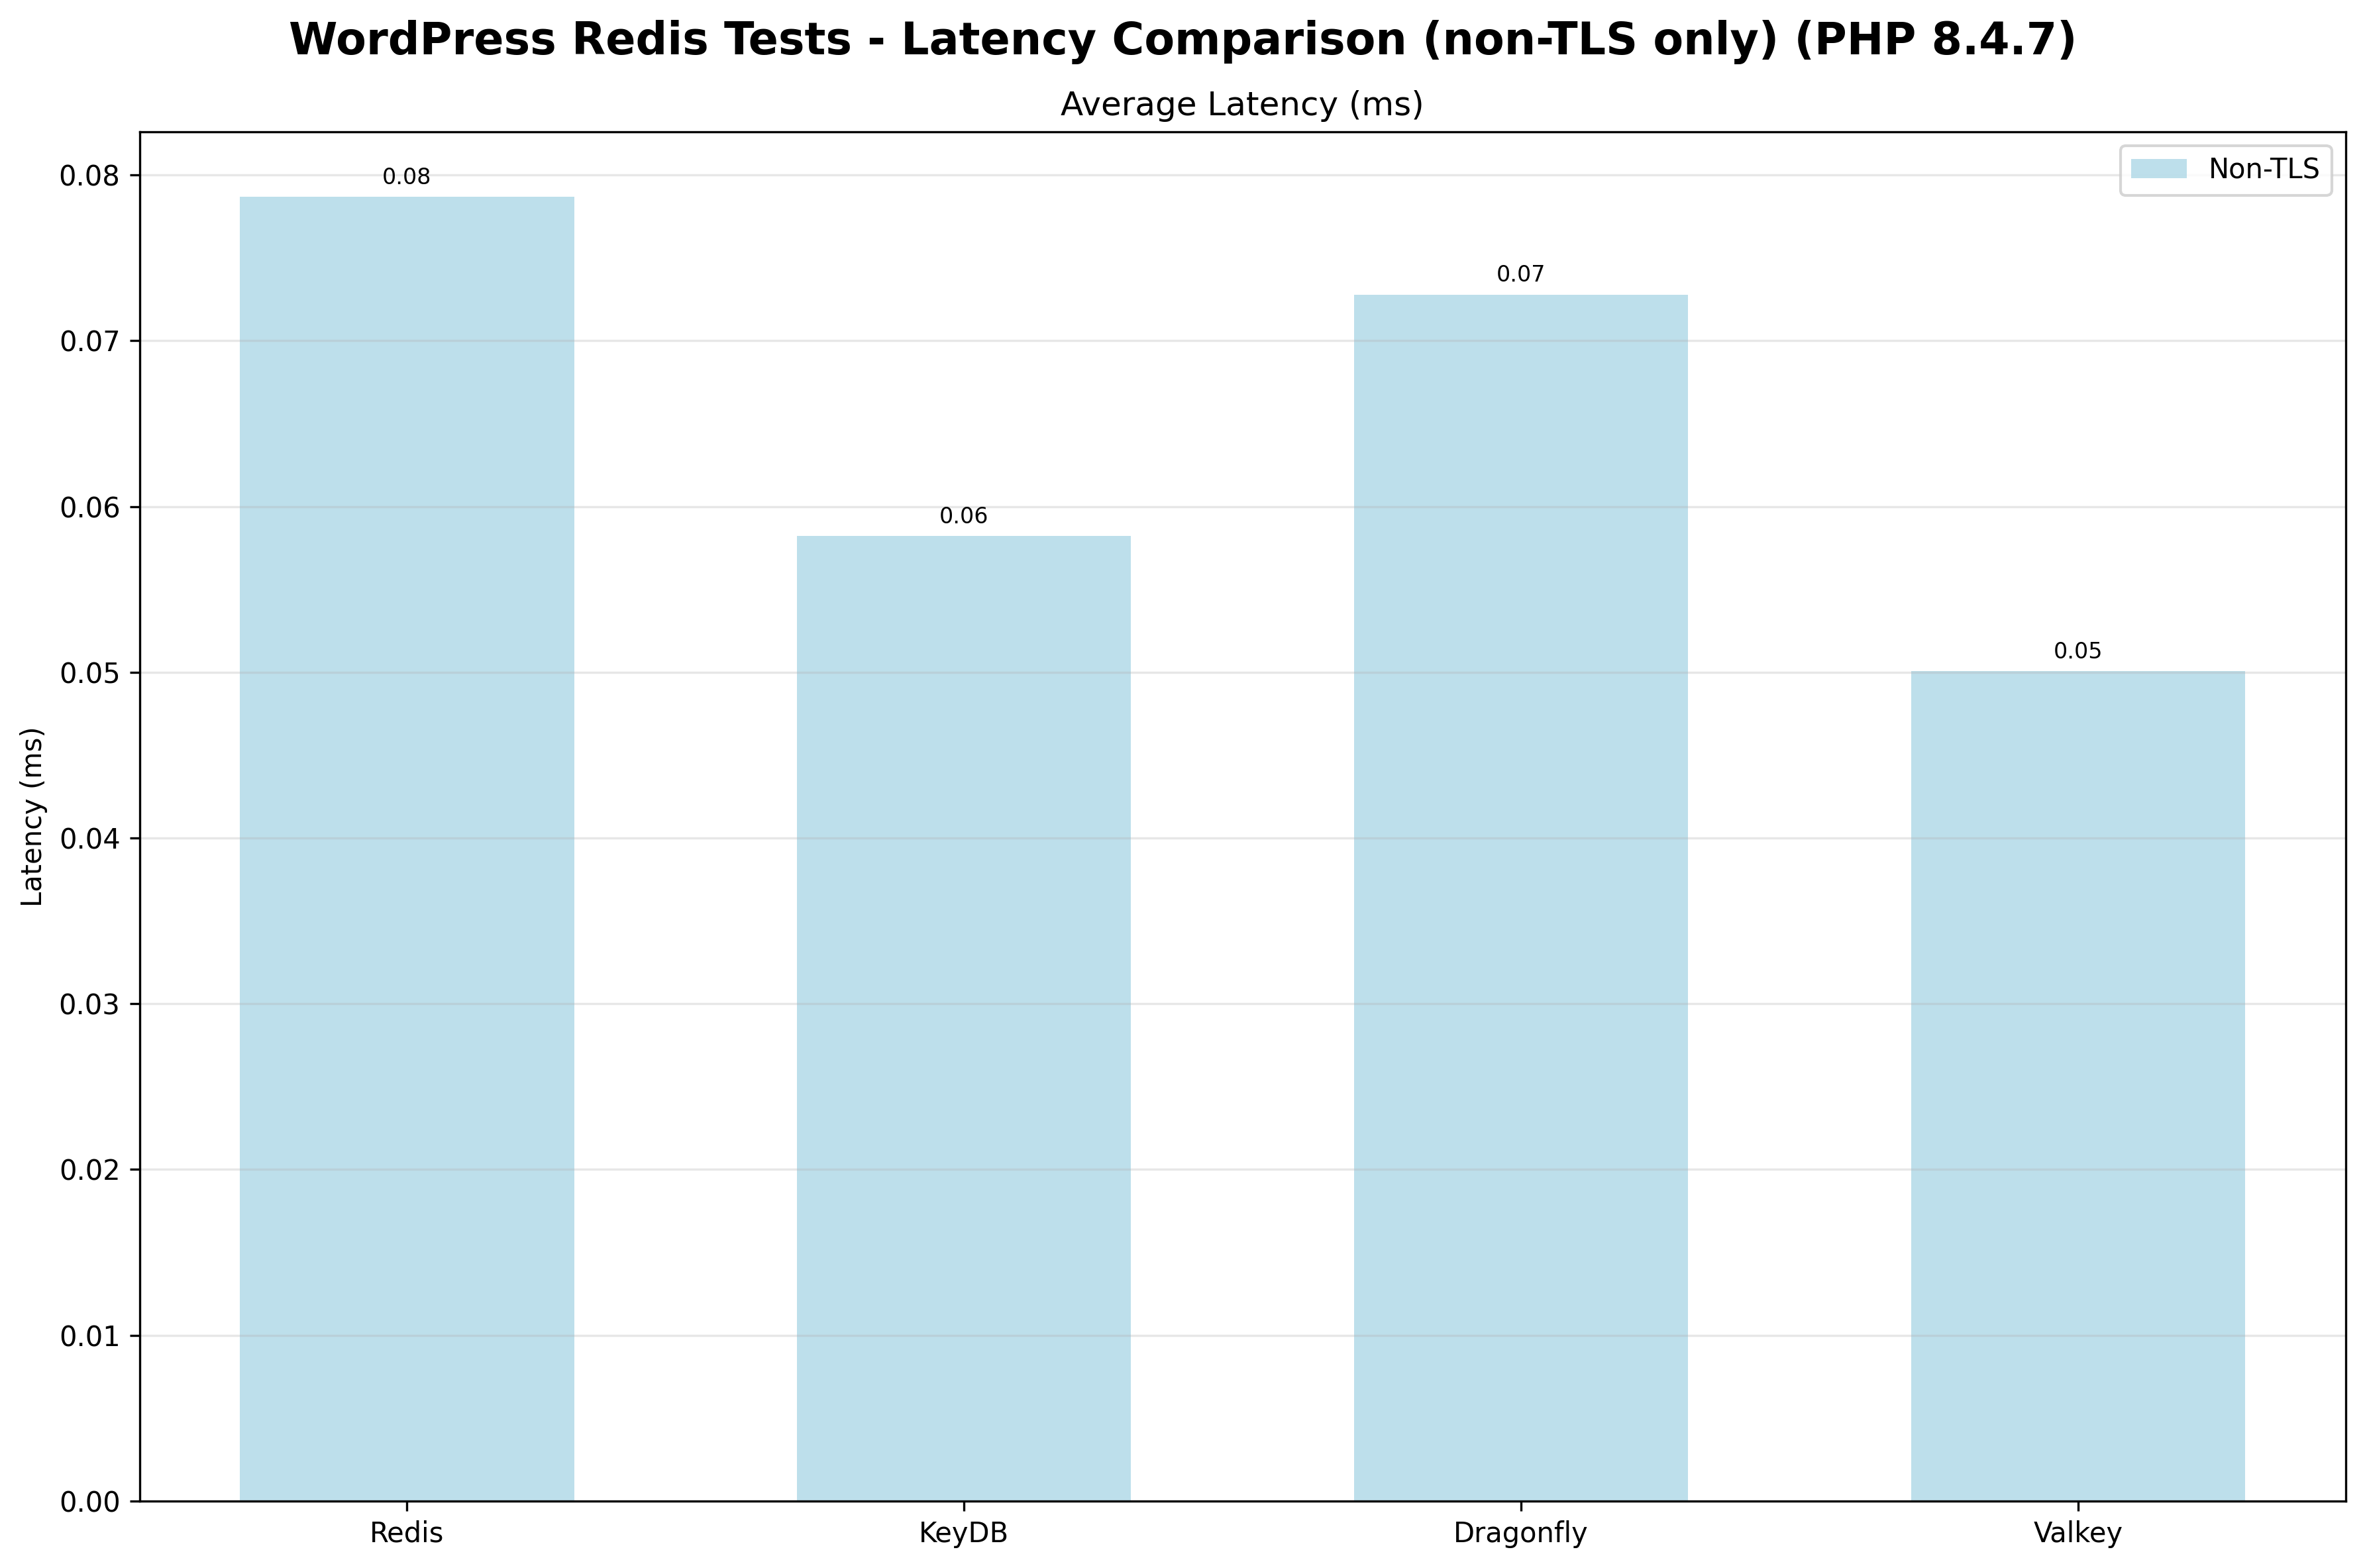 WordPress Redis Tests - Latency Comparison (non-TLS only) (PHP 8.4.7)
Average Latency (ms)
Non-TLS
Latency (ms)
0.08
0.07
0.06
0.05
0.04
0.03
0.02
0.01
0.00
0.08
0.06
0.07
0.05
Redis
KeyDB
Dragonfly
Valkey